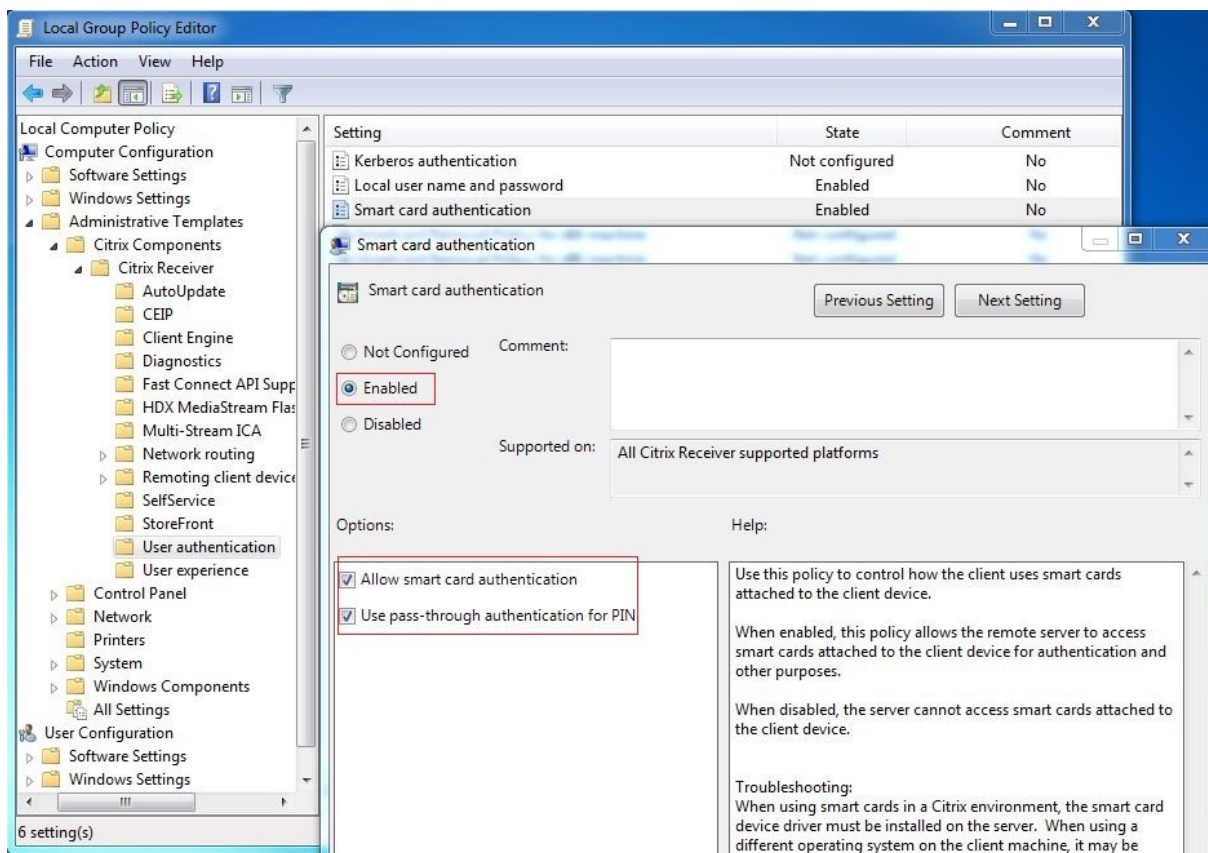 Local Group Policy Editor
File Action View Help
Local Computer Policy
Computer Configuration
Software Settings
Windows Settings
Administrative Templates
Citrix Components
Citrix Receiver
AutoUpdate
CEIP
Client Engine
Diagnostics
Fast Connect API Supp
HDX MediaStream Flas
Multi-Stream ICA
Network routing
Remoting client device
SelfService
StoreFront
User authentication
User experience
Control Panel
Network
Printers
System
Windows Components
All Settings
User Configuration
Software Settings
Windows Settings
6 setting(s)
Setting State Comment
Kerberos authentication Not configured No
Local user name and password Enabled No
Smart card authentication Enabled No
Smart card authentication
Smart card authentication
Previous Setting Next Setting
Not Configured
Enabled
Disabled
Comment:
Supported on: All Citrix Receiver supported platforms
Options:
Allow smart card authentication
Use pass-through authentication for PIN
Help:
Use this policy to control how the client uses smart cards
attached to the client device.
When enabled, this policy allows the remote server to access
smart cards attached to the client device for authentication and
other purposes.
When disabled, the server cannot access smart cards attached to
the client device.
Troubleshooting:
When using smart cards in a Citrix environment, the smart card
device driver must be installed on the server. When using a
different operating system on the client machine, it may be